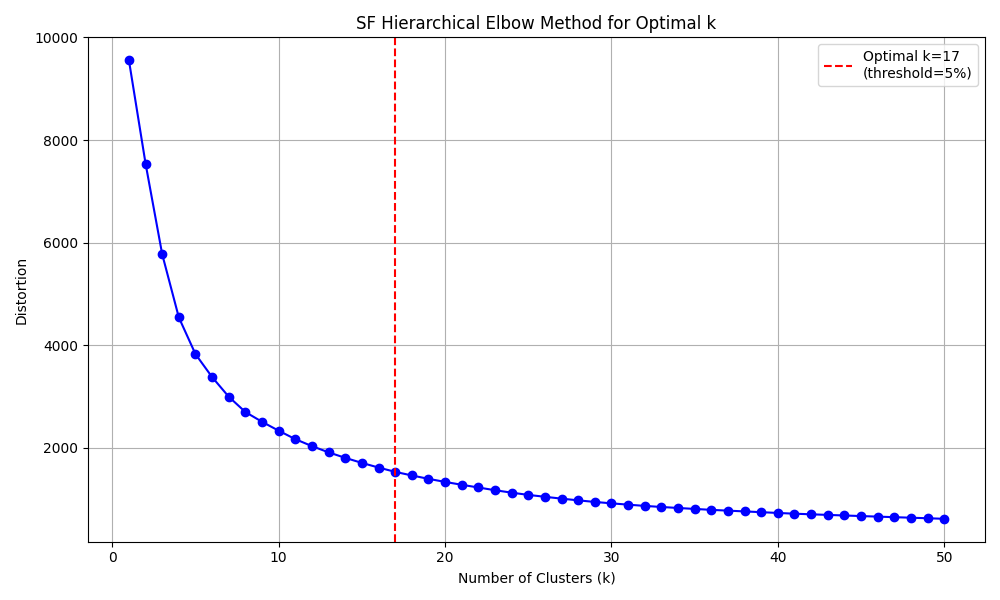 SF Hierarchical Elbow Method for Optimal k
Optimal k=17
(threshold=5%)
10000
8000
6000
4000
2000
Distortion
0
10
20
30
40
50
Number of Clusters (k)